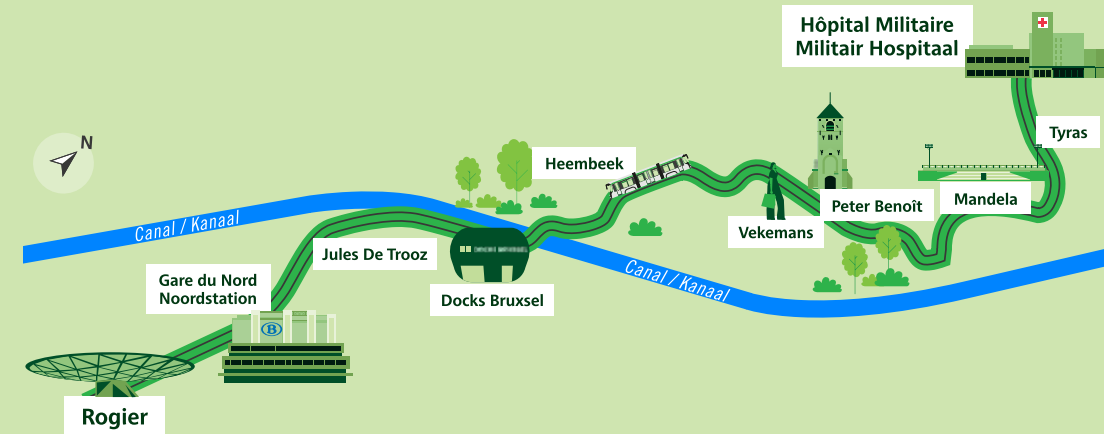 Hôpital Militaire
Militair Hospitaal
N
Tyras
Heembeek
Mandela
Peter Benoît
Canal / Kanaal
Vekemans
Jules De Trooz
Canal / Kanaal
Gare du Nord
Noordstation
Docks Bruxsel
B
Rogier